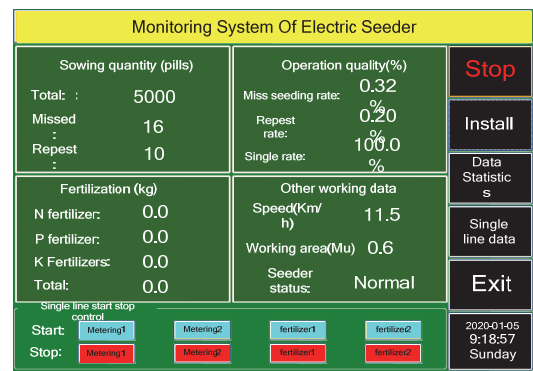 Monitoring System Of Electric Seeder
Sowing quantity (pills)
Total: : 5000
Missed
: 16
Repest
: 10
Operation quality(%)
Miss seeding rate: 0.32
%
Repest
rate: 0.20
%
Single rate: 100.0
%
Fertilization (kg)
N fertilizer: 0.0
P fertilizer: 0.0
K Fertilizers: 0.0
Total: 0.0
Other working data
Speed(Km/
h) 11.5
Working area(Mu) 0.6
Seeder
status: Normal
Single line start stop
control
Start: Metering1 Metering2 fertilizer1 fertilize2
Stop: Metering1 Metering2 fertilizer1 fertilize2
Stop
Install
Data
Statistic
s
Single
line data
Exit
2020-01-05
9:18:57
Sunday